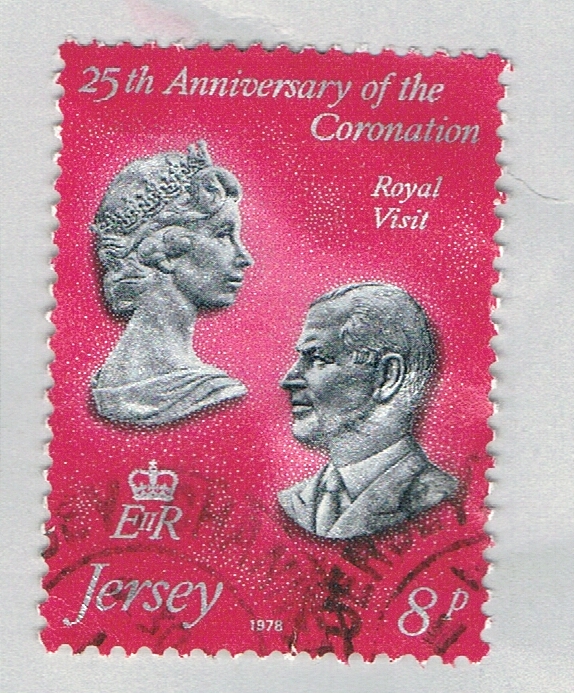 25th Anniversary of the
Coronation
Royal
Visit
EIIR
Jersey
1978
8p